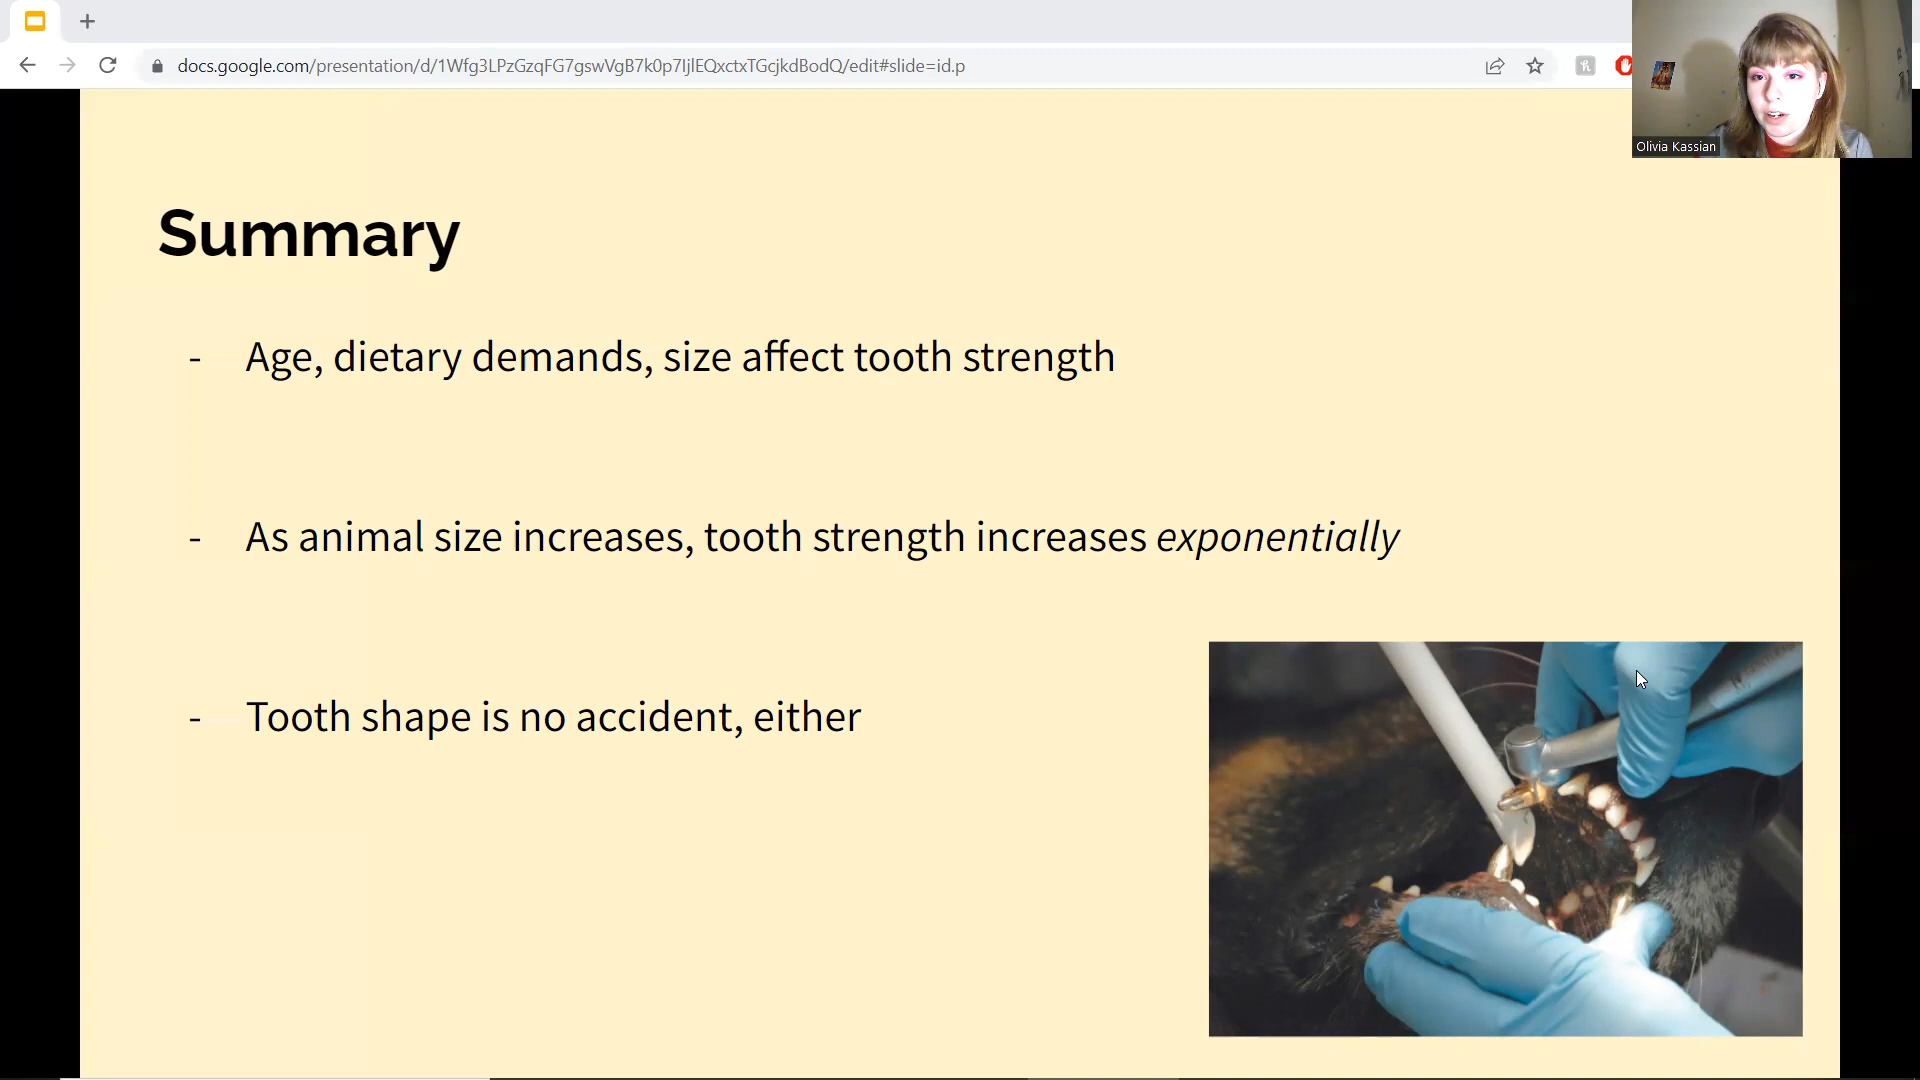 docs.google.com/presentation/d/1Wfg3LPzGzqFG7gswVgB7k0p7IjlEQxctxTGcjkdBodQ/edit#slide=id.p
Olivia Kassian
Summary
- Age, dietary demands, size affect tooth strength
- As animal size increases, tooth strength increases exponentially
- Tooth shape is no accident, either